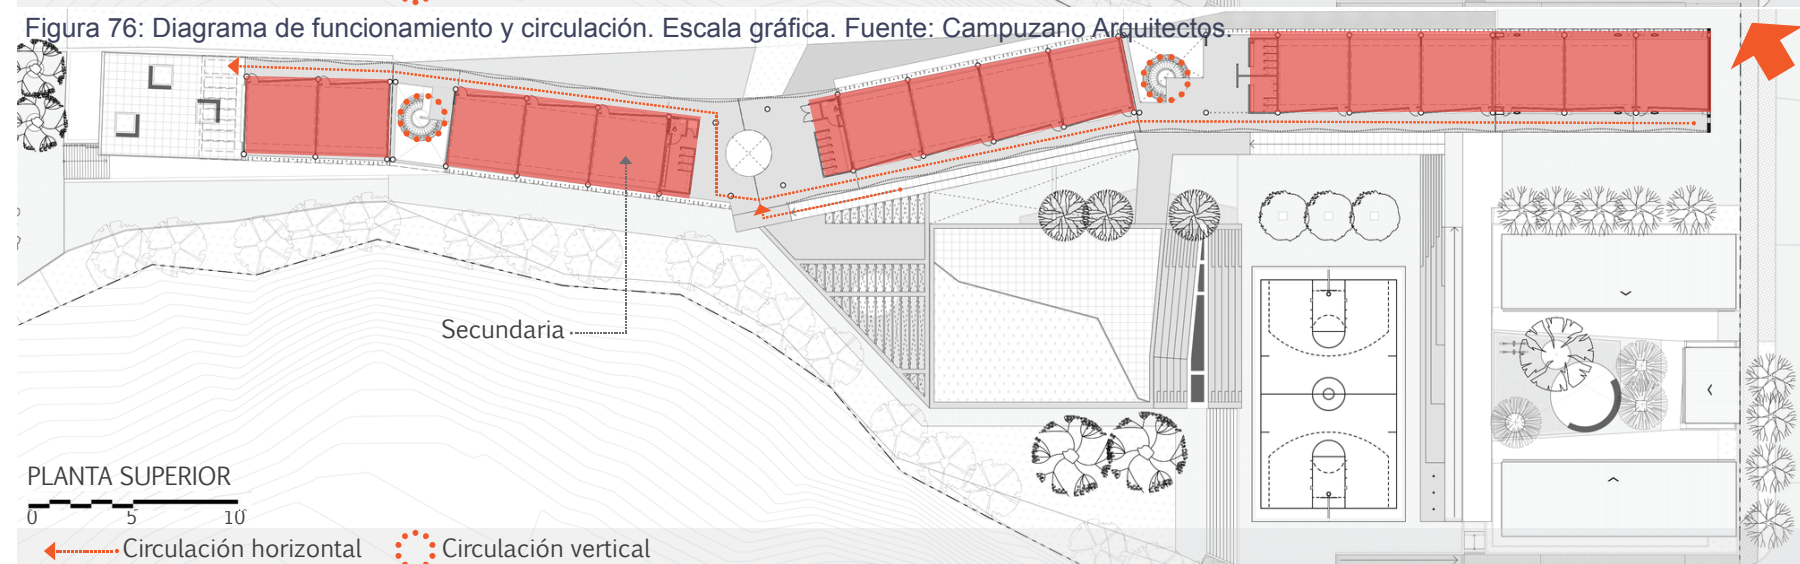 Figura 76: Diagrama de funcionamiento y circulación. Escala gráfica. Fuente: Campuzano Arquitectos.
Secundaria
PLANTA SUPERIOR
0 5 10
Circulación horizontal
Circulación vertical